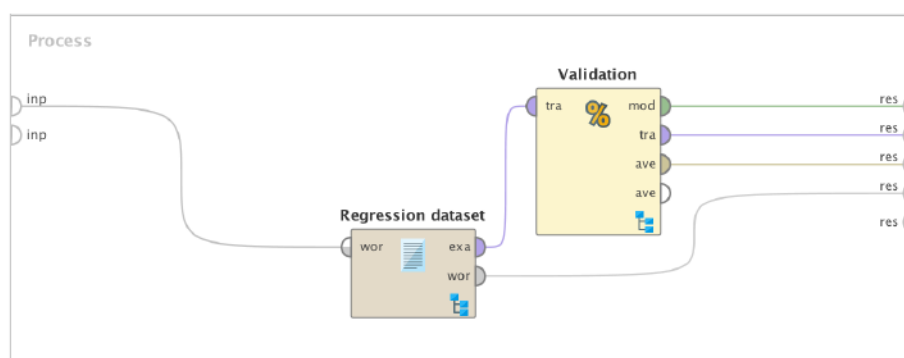 Process
inp
inp
Validation
tra
%
mod
tra
ave
ave
res
res
res
res
res
Regression dataset
wor
exa
wor